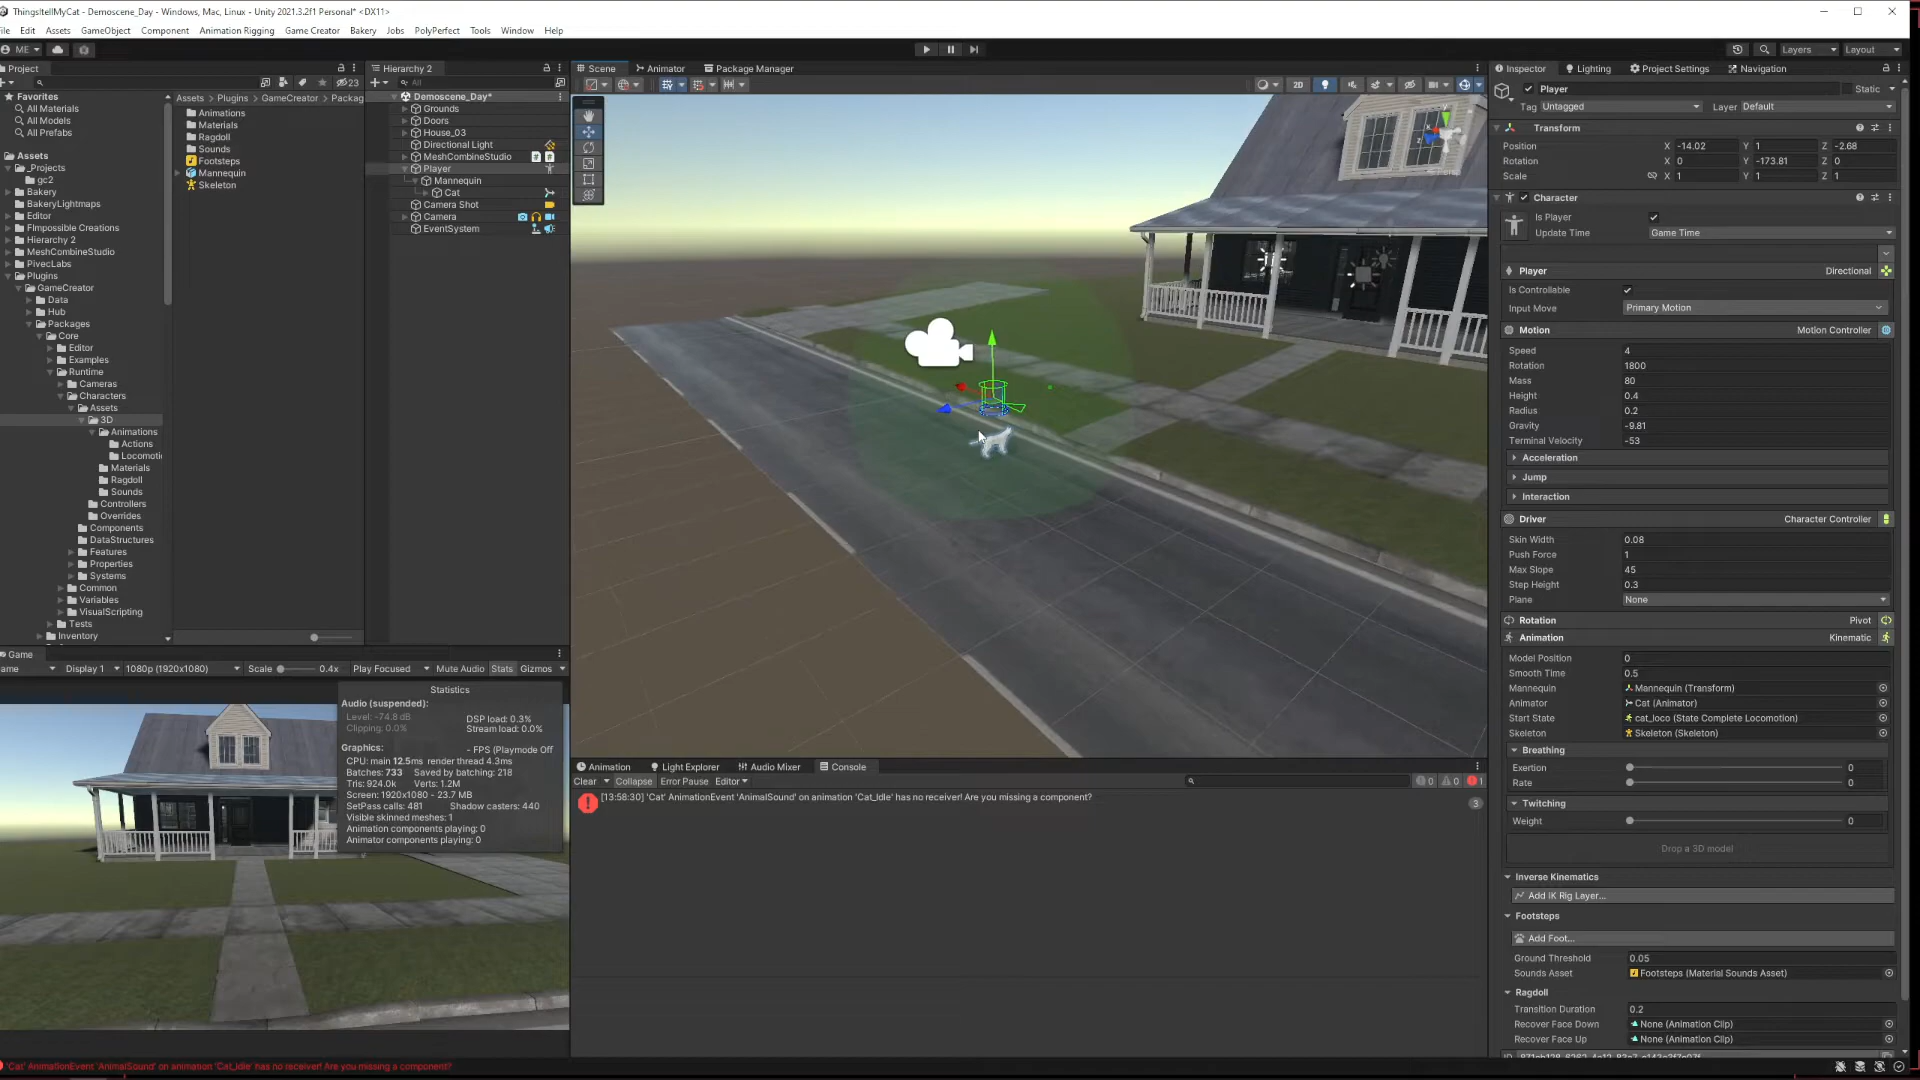 ThingsItellMyCat - Demoscene_Day - Windows, Mac, Linux - Unity 2021.3.2f1 Personal* <DX11>
Edit Assets GameObject Component Animation Rigging Game Creator Bakery Jobs PolyPerfect Tools Window Help
ME
Layers
Layout
Project
23
Favorites
All Materials
All Models
All Prefabs
Assets
_Projects
gc2
Bakery
BakeryLightmaps
Editor
FImpossible Creations
Hierarchy 2
MeshCombineStudio
PivecLabs
Plugins
GameCreator
Data
Hub
Packages
Core
Editor
Examples
Runtime
Cameras
Characters
Assets
3D
Animations
Actions
Locomoti
Materials
Ragdoll
Sounds
Controllers
Overrides
Components
DataStructures
Features
Properties
Systems
Common
Variables
VisualScripting
Tests
Inventory
Assets Plugins GameCreator Packag
Animations
Materials
Ragdoll
Sounds
Footsteps
Mannequin
Skeleton
Hierarchy 2
All
Demoscene_Day*
Grounds
Doors
House_03
Directional Light
MeshCombineStudio
Player
Mannequin
Cat
Camera Shot
Camera
EventSystem
Scene
Animator
Package Manager
2D
Game
Display 1
1080p (1920x1080)
Scale
0.4x
Play Focused
Mute Audio
Stats
Gizmos
Statistics
Audio (suspended):
Level: -74.8 dB
DSP load: 0.3%
Clipping: 0.0%
Stream load: 0.0%
Graphics:
- FPS (Playmode Off
CPU: main 12.5ms render thread 4.3ms
Batches: 733 Saved by batching: 218
Tris: 924.0k Verts: 1.2M
Screen: 1920x1080 - 23.7 MB
SetPass calls: 481 Shadow casters: 440
Visible skinned meshes: 1
Animation components playing: 0
Animator components playing: 0
Animation
Light Explorer
Audio Mixer
Console
Clear
Collapse
Error Pause
Editor
0
0
1
[13:58:30] 'Cat' AnimationEvent 'AnimalSound' on animation 'Cat_Idle' has no receiver! Are you missing a component?
3
Inspector
Lighting
Project Settings
Navigation
Player
Static
Tag Untagged
Layer Default
Transform
Position X -14.02 Y 1 Z -2.68
Rotation X 0 Y -173.81 Z 0
Scale X 1 Y 1 Z 1
Character
Is Player
Update Time Game Time
Player Directional
Is Controllable
Input Move Primary Motion
Motion Motion Controller
Speed 4
Rotation 1800
Mass 80
Height 0.4
Radius 0.2
Gravity -9.81
Terminal Velocity -53
Acceleration
Jump
Interaction
Driver Character Controller
Skin Width 0.08
Push Force 1
Max Slope 45
Step Height 0.3
Plane None
Rotation Pivot
Animation Kinematic
Model Position 0
Smooth Time 0.5
Mannequin Mannequin (Transform)
Animator Cat (Animator)
Start State cat_loco (State Complete Locomotion)
Skeleton Skeleton (Skeleton)
Breathing
Exertion 0
Rate 0
Twitching
Weight 0
Drop a 3D model
Inverse Kinematics
Add IK Rig Layer...
Footsteps
Add Foot...
Ground Threshold 0.05
Sounds Asset Footsteps (Material Sounds Asset)
Ragdoll
Transition Duration 0.2
Recover Face Down None (Animation Clip)
Recover Face Up None (Animation Clip)
'Cat' AnimationEvent 'AnimalSound' on animation 'Cat_Idle' has no receiver! Are you missing a component?